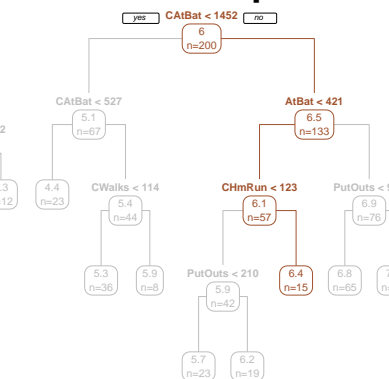 yes CAtBat < 1452 no
6
n=200
CAtBat < 527
AtBat < 421
5.1
n=67
6.5
n=133
CWalks < 114
CHmRun < 123
PutOuts <
4.4
n=23
5.4
n=44
6.1
n=57
6.9
n=76
PutOuts < 210
5.3
n=36
5.9
n=8
5.9
n=42
6.4
n=15
6.8
n=65
5.7
n=23
6.2
n=19